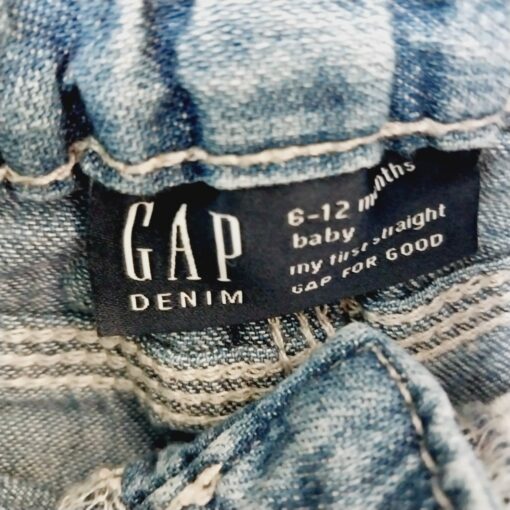 GAP
DENIM
6-12 months
baby
my first straight
GAP FOR GOOD